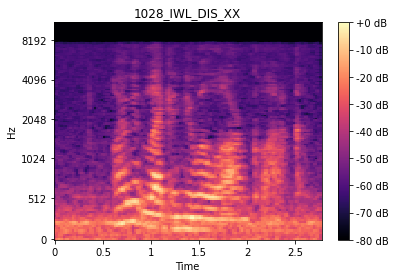 1028_IWL_DIS_XX
+0 dB
8192
-10 dB
4096
-20 dB
-30 dB
2048
Hz
-40 dB
1024
-50 dB
512
-60 dB
-70 dB
0
-80 dB
0 0.5 1 1.5 2 2.5
Time